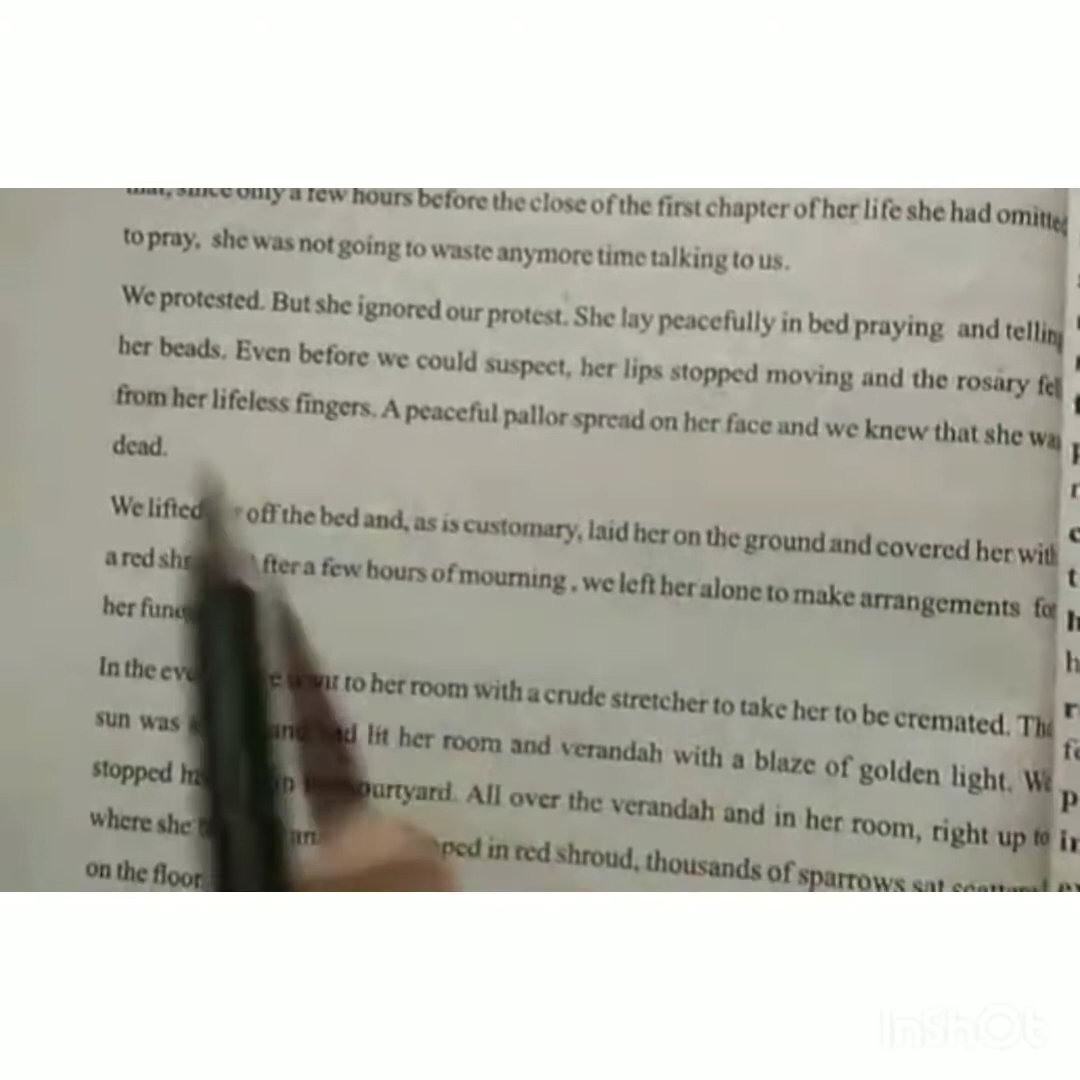 since only a few hours before the close of the first chapter of her life she had omitted
to pray, she was not going to waste anymore time talking to us.
We protested. But she ignored our protest. She lay peacefully in bed praying and telling
her beads. Even before we could suspect, her lips stopped moving and the rosary fell
from her lifeless fingers. A peaceful pallor spread on her face and we knew that she was
dead.
We lifted off the bed and, as is customary, laid her on the ground and covered her with
a red After a few hours of mourning, we left her alone to make arrangements for
her
In the went to her room with a crude stretcher to take her to be cremated. The
sun was and had lit her room and verandah with a blaze of golden light. We
stopped courtyard. All over the verandah and in her room, right up to
where she in red shroud, thousands of sparrows sat
on the floor
InShOt